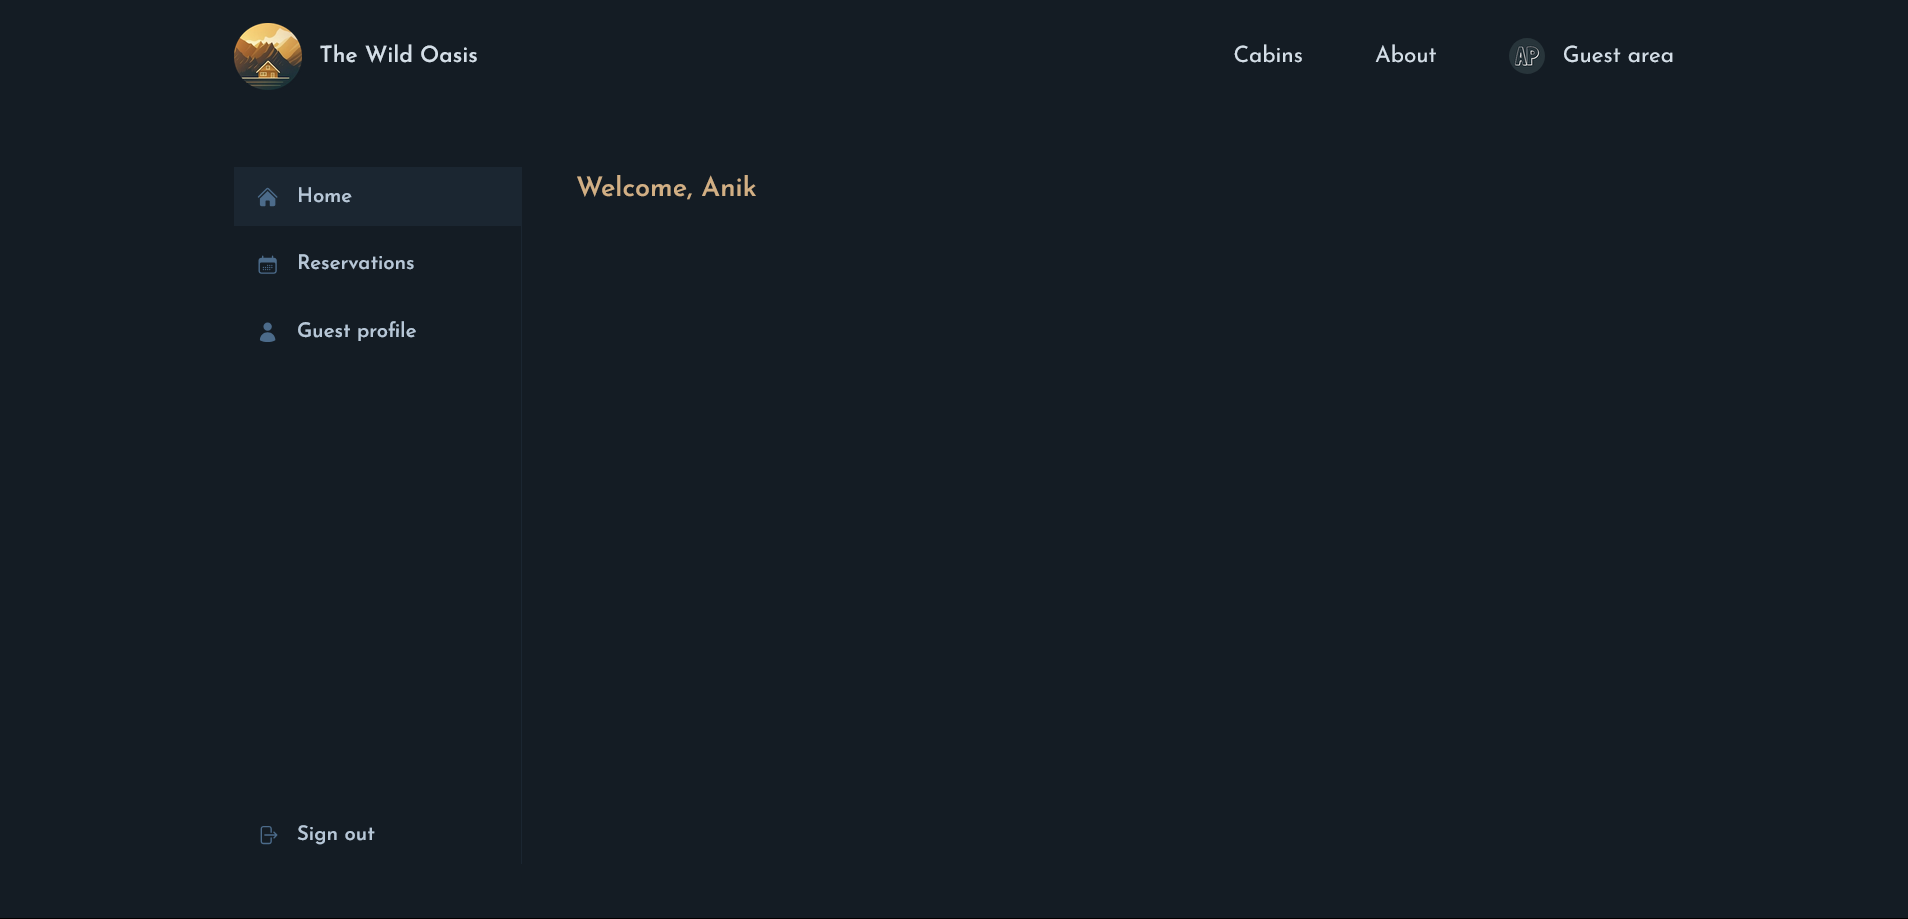 The Wild Oasis
Cabins
About
AP
Guest area
Home
Reservations
Guest profile
Sign out
Welcome, Anik